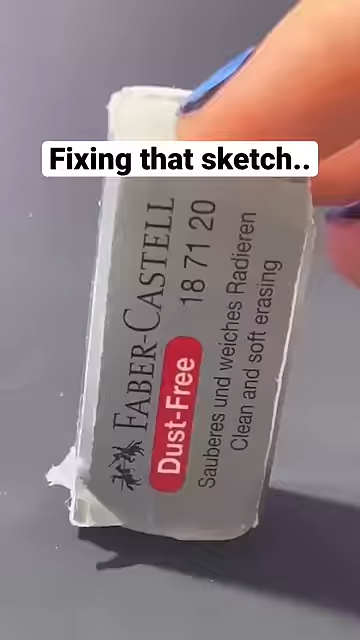 Fixing that sketch..
FABER-CASTELL
Dust-Free
18 71 20
Sauberes und weiches Radieren
Clean and soft erasing